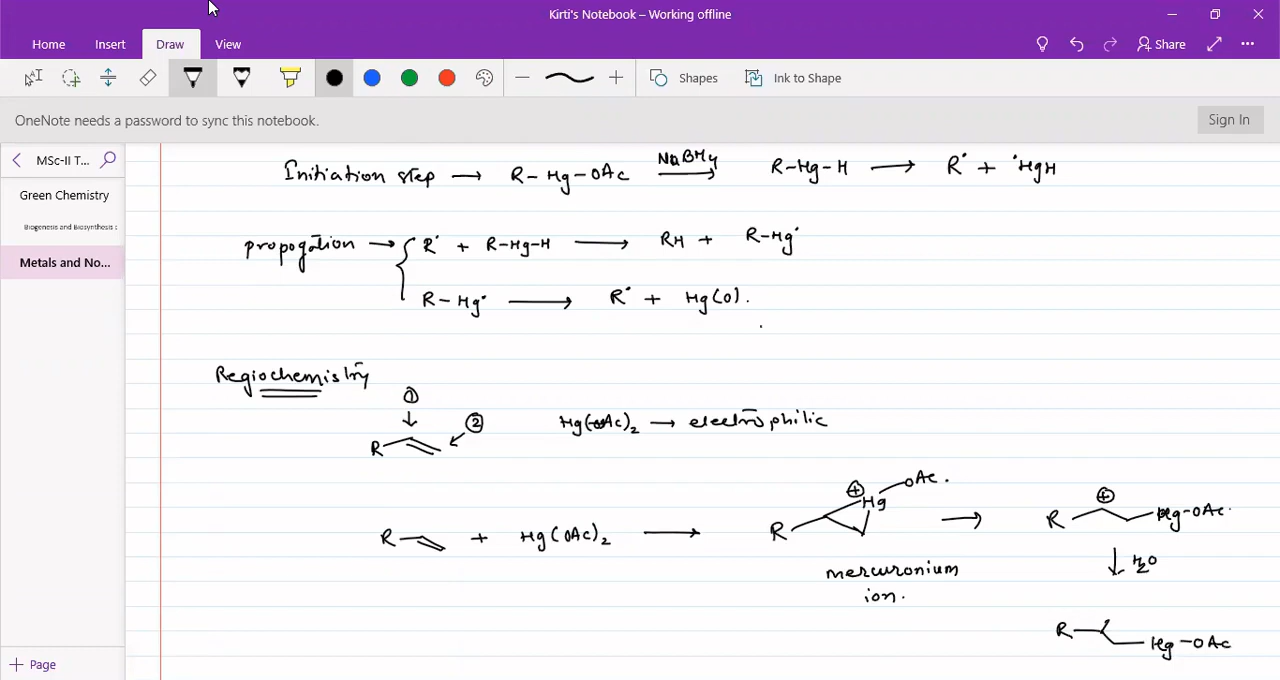 Kirti's Notebook – Working offline
Home Insert Draw View
Share
Shapes Ink to Shape
OneNote needs a password to sync this notebook.
Sign In
MSc-II T...
Green Chemistry
Biogenesis and Biosynthesis
Metals and No...
Page
Initiation step → R-Hg-OAc NaBH4 → R-Hg-H → R• + •HgH
propogation → { R• + R-Hg-H → RH + R-Hg•
R-Hg• → R• + Hg(0).
Regiochemistry
① ②
R
Hg(OAc)2 → electrophilic
R + Hg(OAc)2 → R ⊕ Hg OAc. → R ⊕ Hg-OAc.
mercuronium
ion.
↓ H2O
R Hg-OAc